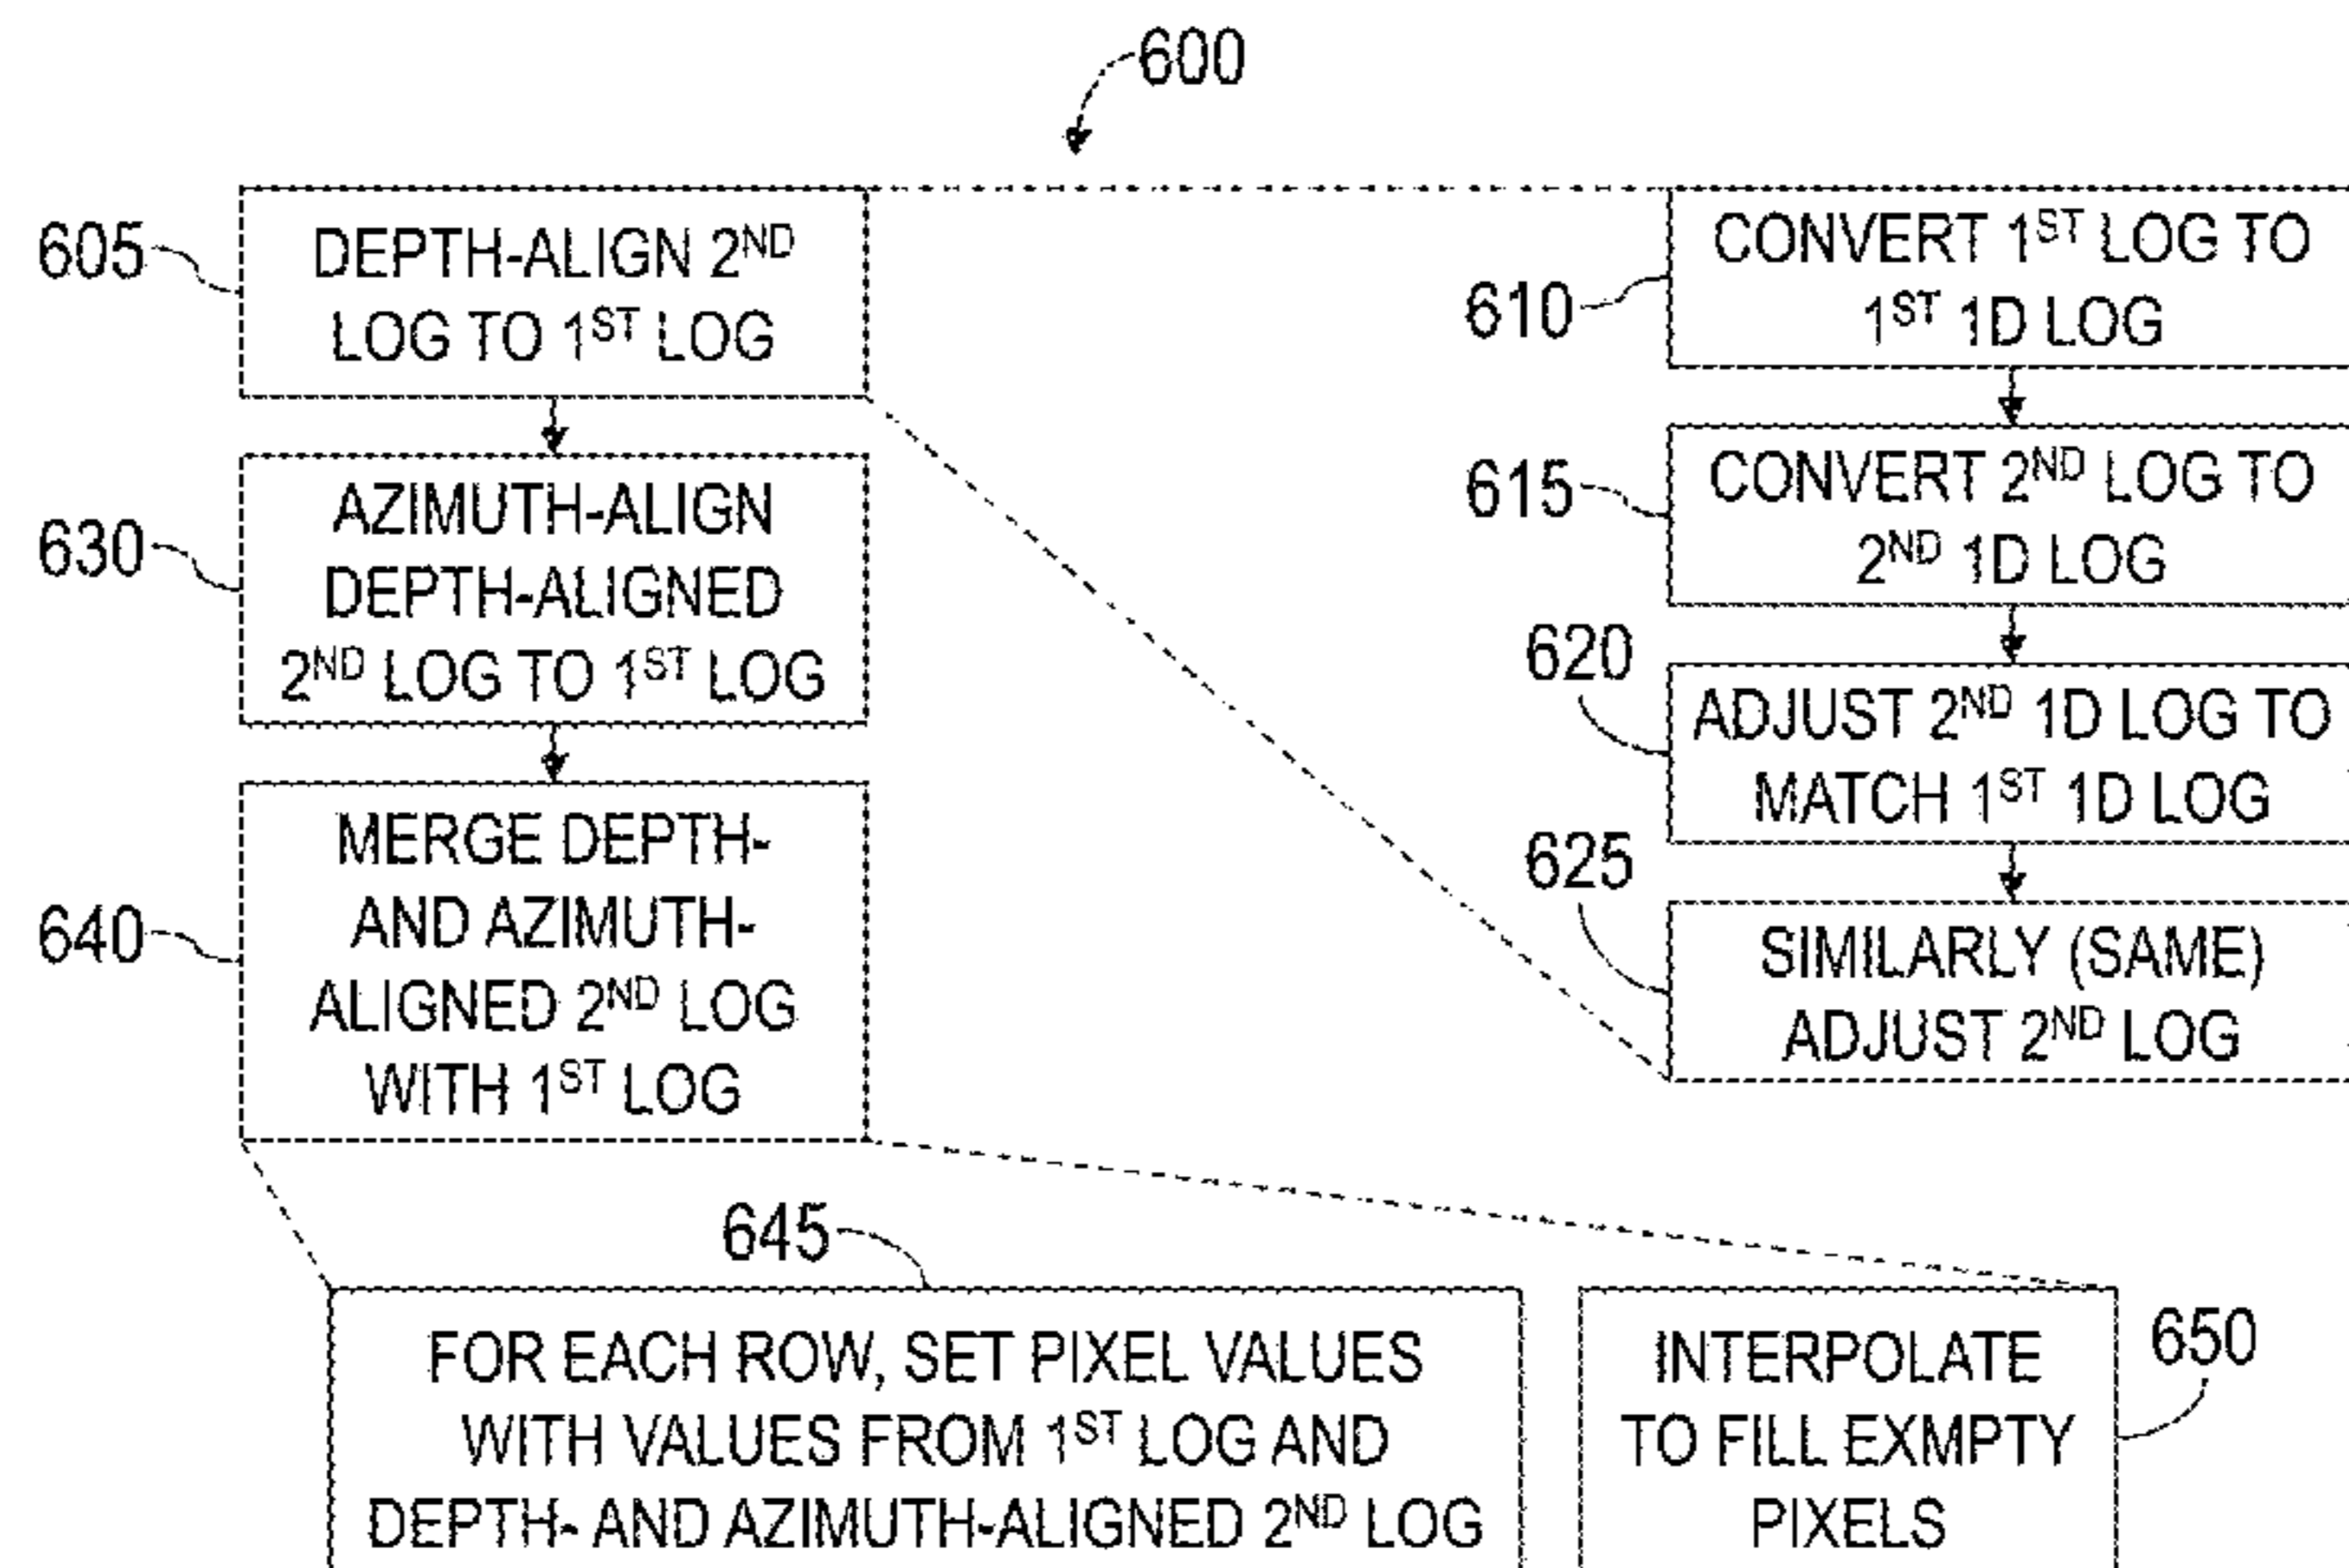 600
605
DEPTH-ALIGN 2ND
LOG TO 1ST LOG
630
AZIMUTH-ALIGN
DEPTH-ALIGNED
2ND LOG TO 1ST LOG
640
MERGE DEPTH-
AND AZIMUTH-
ALIGNED 2ND LOG
WITH 1ST LOG
610
CONVERT 1ST LOG TO
1ST 1D LOG
615
CONVERT 2ND LOG TO
2ND 1D LOG
620
ADJUST 2ND 1D LOG TO
MATCH 1ST 1D LOG
625
SIMILARLY (SAME)
ADJUST 2ND LOG
645
FOR EACH ROW, SET PIXEL VALUES
WITH VALUES FROM 1ST LOG AND
DEPTH- AND AZIMUTH-ALIGNED 2ND LOG
650
INTERPOLATE
TO FILL EXMPTY
PIXELS